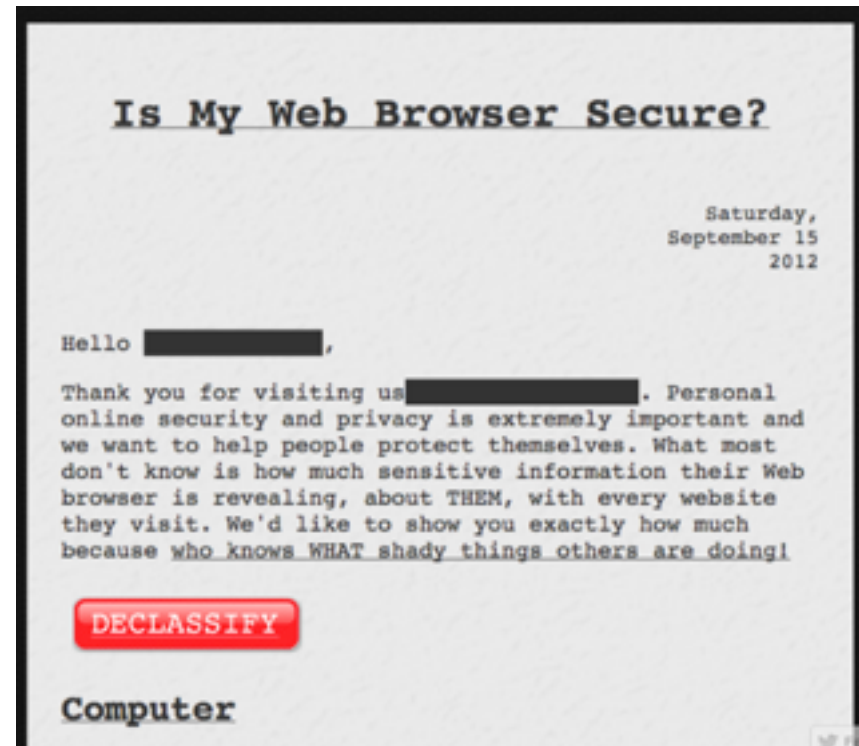 Is My Web Browser Secure?
Saturday,
September 15
2012
Hello ,
Thank you for visiting us . Personal
online security and privacy is extremely important and
we want to help people protect themselves. What most
don't know is how much sensitive information their Web
browser is revealing, about THEM, with every website
they visit. We'd like to show you exactly how much
because who knows WHAT shady things others are doing!
DECLASSIFY
Computer